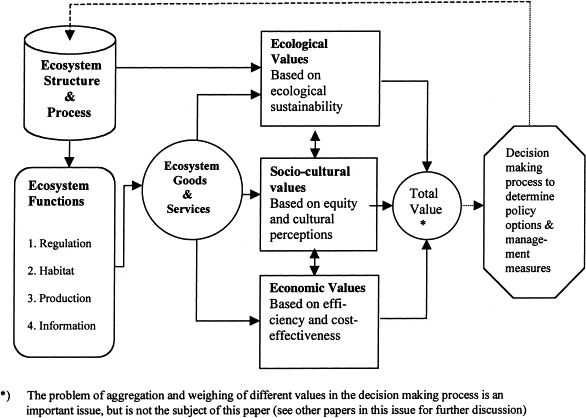 Ecosystem
Structure
&
Process
Ecosystem
Functions
1. Regulation
2. Habitat
3. Production
4. Information
Ecosystem
Goods
&
Services
Ecological
Values
Based on
ecological
sustainability
Socio-cultural
values
Based on equity
and cultural
perceptions
Economic Values
Based on effi-
ciency and cost-
effectiveness
Total
Value
*
Decision
making
process to
determine
policy
options &
manage-
ment
measures
*) The problem of aggregation and weighing of different values in the decision making process is an
important issue, but is not the subject of this paper (see other papers in this issue for further discussion)